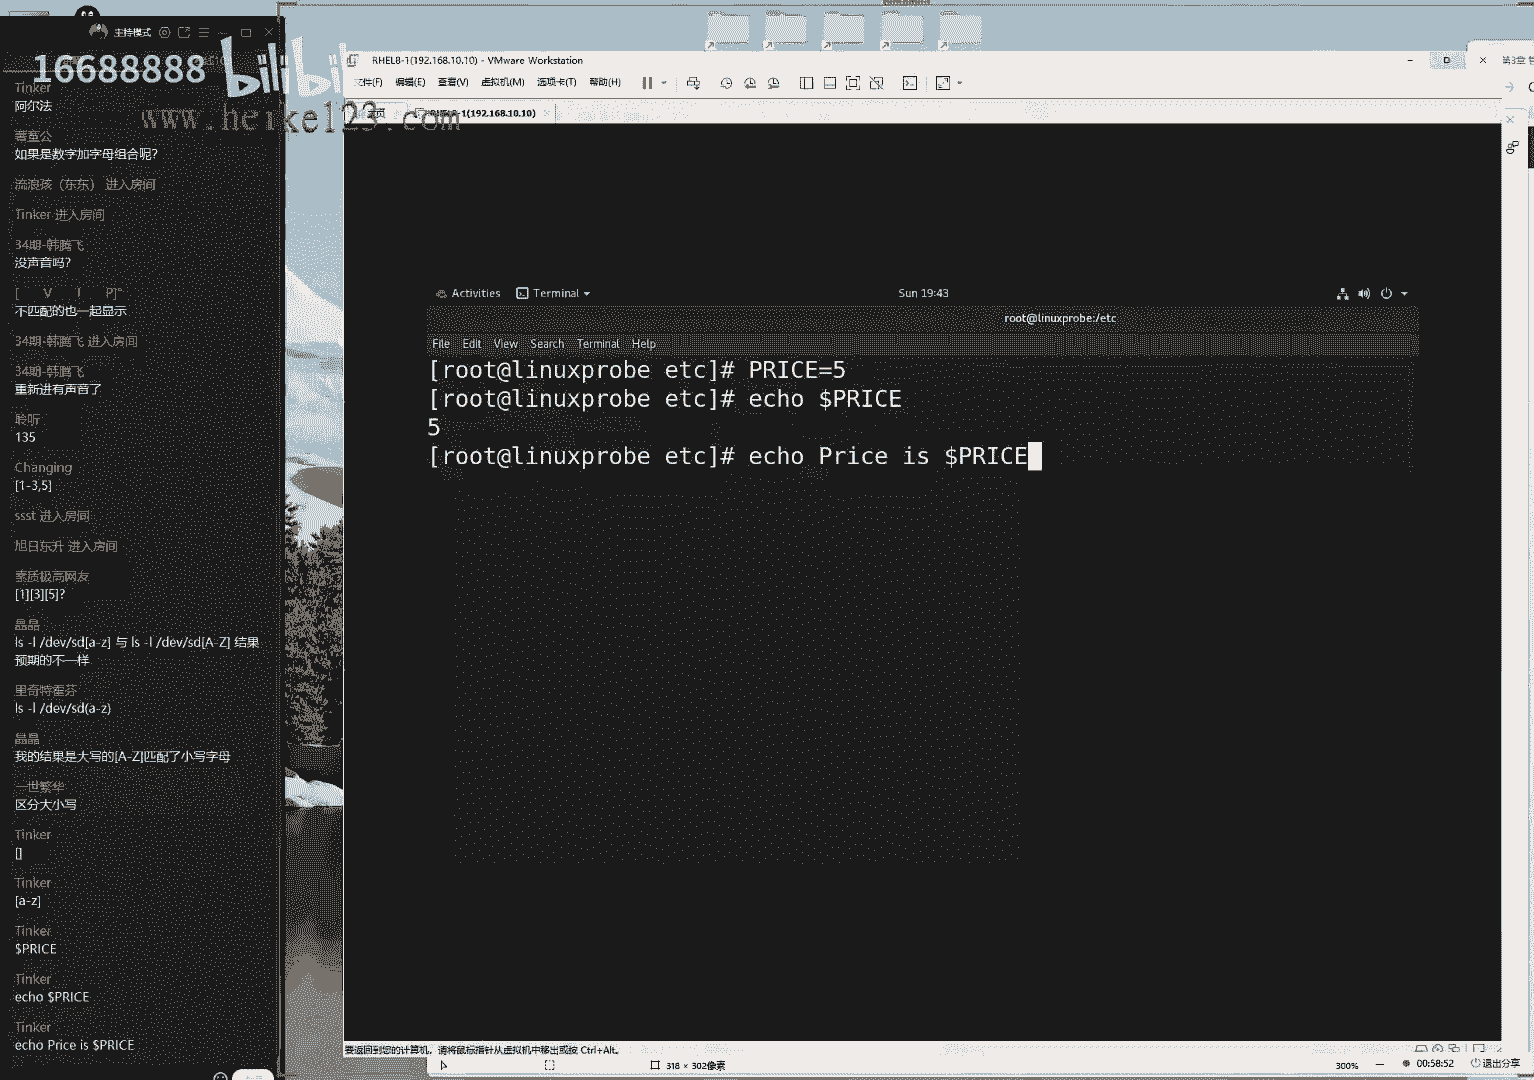 主持模式
16688888
bilibili
www.heike123.com
Tinker
阿尔法
如果是数字加字母组合呢?
流浪孩（东东） 进入房间
Tinker 进入房间
34期-韩腾飞
没声音吗?
[ V I P]°
不匹配的也一起显示
34期-韩腾飞 进入房间
34期-韩腾飞
重新进有声音了
聆听
135
Changing
[1-3,5]
ssst 进入房间
旭日东升 进入房间
素质极高网友
[1][3][5]?
晶晶
ls -l /dev/sd[a-z] 与 ls -l /dev/sd[A-Z] 结果
预期的不一样
里奇特霍芬
ls -l /dev/sd(a-z)
晶晶
我的结果是大写的[A-Z]匹配了小写字母
一世繁华
区分大小写
Tinker
[]
Tinker
[a-z]
Tinker
$PRICE
Tinker
echo $PRICE
Tinker
echo Price is $PRICE
RHEL8-1(192.168.10.10) - VMware Workstation
文件(F) 编辑(E) 查看(V) 虚拟机(M) 选项卡(T) 帮助(H)
RHEL8-1(192.168.10.10)
第3章
Activities Terminal Sun 19:43
root@linuxprobe:/etc
File Edit View Search Terminal Help
[root@linuxprobe etc]# PRICE=5
[root@linuxprobe etc]# echo $PRICE
5
[root@linuxprobe etc]# echo Price is $PRICE
要返回到您的计算机，请将鼠标指针从虚拟机中移出或按 Ctrl+Alt。
318 × 302像素
300%
00:58:52
退出分享